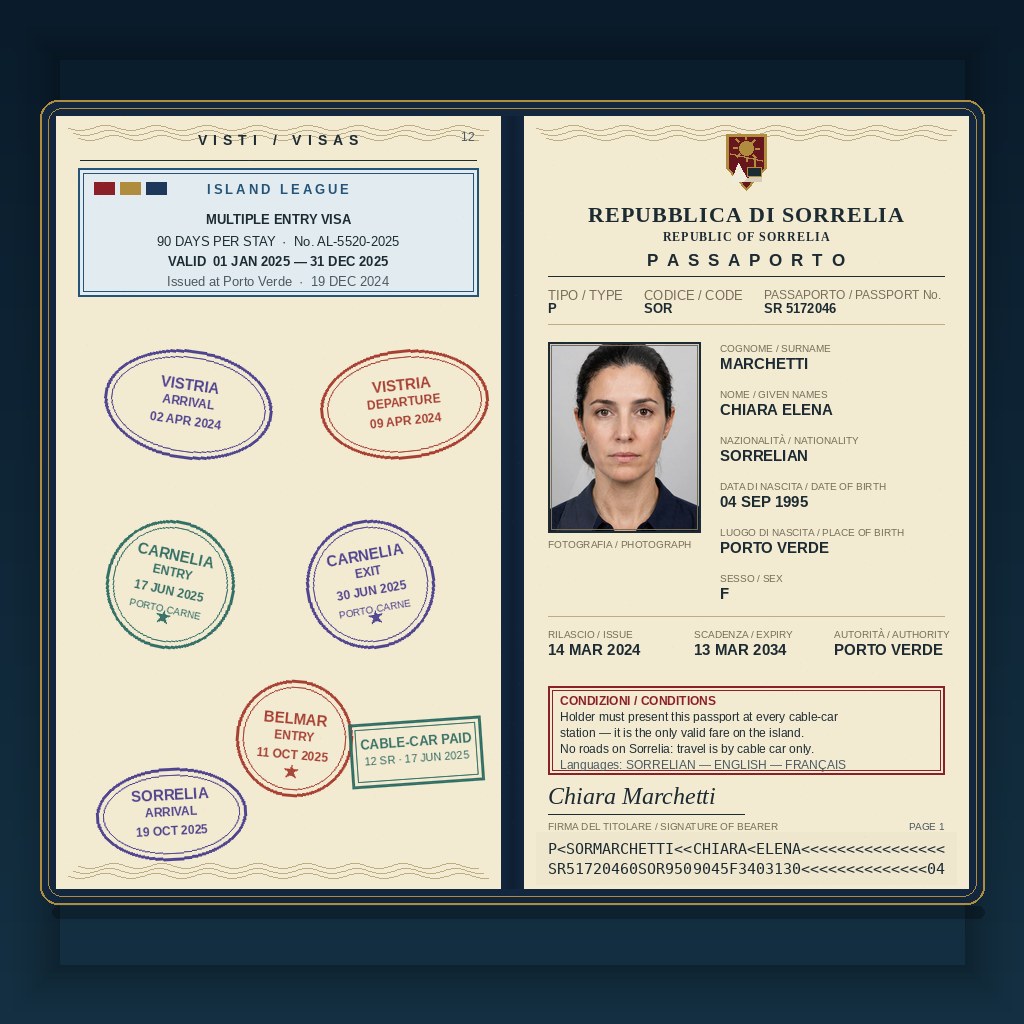 VISTI / VISAS
12
ISLAND LEAGUE
MULTIPLE ENTRY VISA
90 DAYS PER STAY · No. AL-5520-2025
VALID 01 JAN 2025 — 31 DEC 2025
Issued at Porto Verde · 19 DEC 2024
VISTRIA
ARRIVAL
02 APR 2024
VISTRIA
DEPARTURE
09 APR 2024
CARNELIA
ENTRY
17 JUN 2025
PORTO CARNE
CARNELIA
EXIT
30 JUN 2025
PORTO CARNE
BELMAR
ENTRY
11 OCT 2025
CABLE-CAR PAID
12 SR · 17 JUN 2025
SORRELIA
ARRIVAL
19 OCT 2025
REPUBBLICA DI SORRELIA
REPUBLIC OF SORRELIA
PASSAPORTO
TIPO / TYPE
P
CODICE / CODE
SOR
PASSAPORTO / PASSPORT No.
SR 5172046
COGNOME / SURNAME
MARCHETTI
NOME / GIVEN NAMES
CHIARA ELENA
NAZIONALITÀ / NATIONALITY
SORRELIAN
DATA DI NASCITA / DATE OF BIRTH
04 SEP 1995
LUOGO DI NASCITA / PLACE OF BIRTH
PORTO VERDE
SESSO / SEX
F
FOTOGRAFIA / PHOTOGRAPH
RILASCIO / ISSUE
14 MAR 2024
SCADENZA / EXPIRY
13 MAR 2034
AUTORITÀ / AUTHORITY
PORTO VERDE
CONDIZIONI / CONDITIONS
Holder must present this passport at every cable-car
station — it is the only valid fare on the island.
No roads on Sorrelia: travel is by cable car only.
Languages: SORRELIAN — ENGLISH — FRANÇAIS
Chiara Marchetti
FIRMA DEL TITOLARE / SIGNATURE OF BEARER
PAGE 1
P<SORMARCHETTI<<CHIARA<ELENA<<<<<<<<<<<<<<<<
SR51720460SOR9509045F3403130<<<<<<<<<<<<<<04